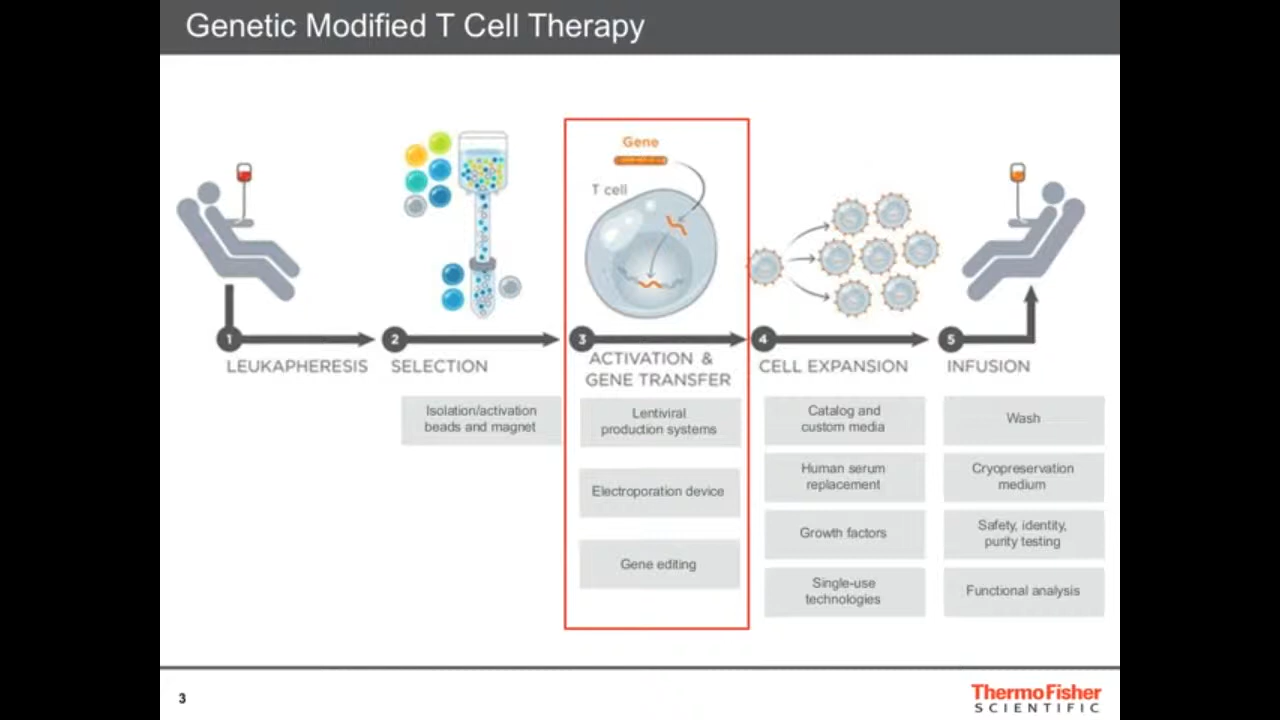 Genetic Modified T Cell Therapy
Gene
T cell
1
LEUKAPHERESIS
2
SELECTION
3
ACTIVATION &
GENE TRANSFER
4
CELL EXPANSION
5
INFUSION
Isolation/activation
beads and magnet
Lentiviral
production systems
Electroporation device
Gene editing
Catalog and
custom media
Human serum
replacement
Growth factors
Single-use
technologies
Wash
Cryopreservation
medium
Safety, identity,
purity testing
Functional analysis
3
ThermoFisher
SCIENTIFIC